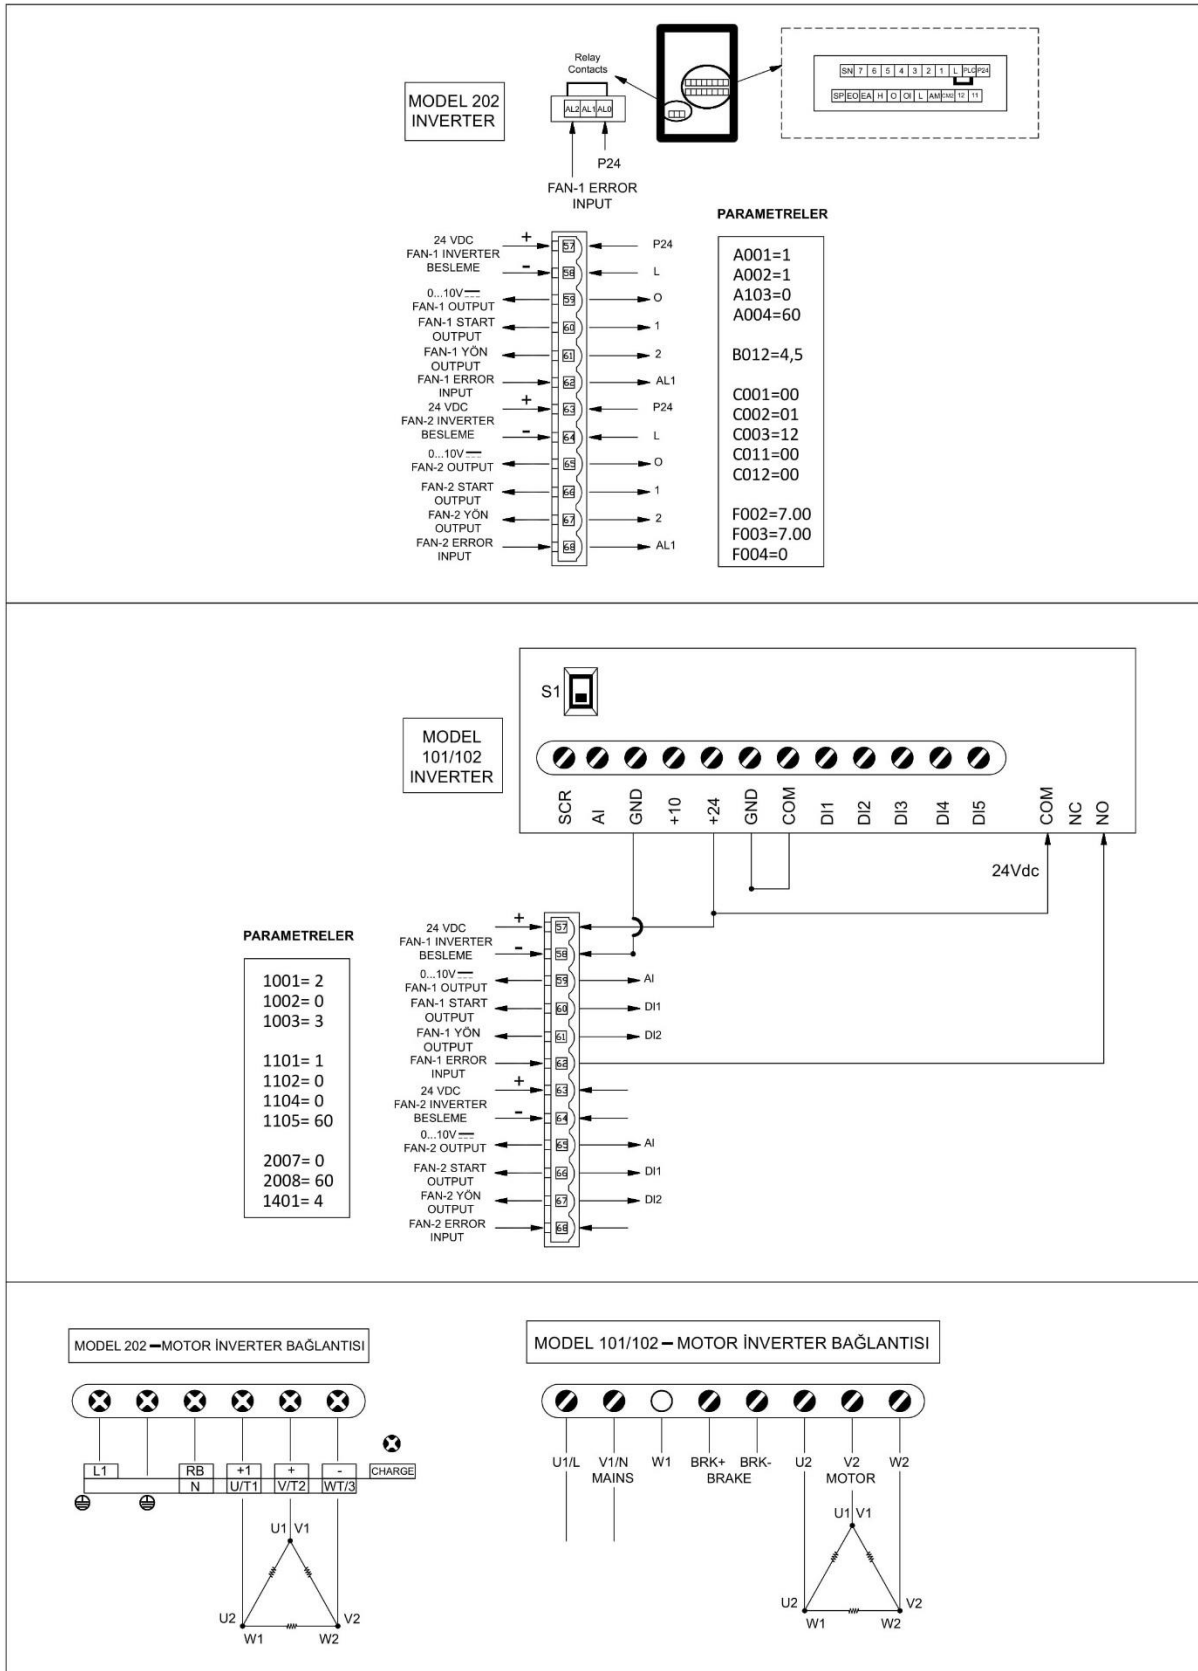 Relay
Contacts
MODEL 202
INVERTER
AL2 AL1 AL0
P24
FAN-1 ERROR
INPUT
SN 7 6 5 4 3 2 1 L PLC P24
SP EO EA H O OI L AM CM2 12 11
PARAMETRELER
24 VDC
FAN-1 INVERTER
BESLEME
+
-
57 P24
58 L
0...10V
FAN-1 OUTPUT
59 O
FAN-1 START
OUTPUT
60 1
FAN-1 YÖN
OUTPUT
61 2
FAN-1 ERROR
INPUT
62 AL1
24 VDC
FAN-2 INVERTER
BESLEME
+
-
63 P24
64 L
0...10V
FAN-2 OUTPUT
65 O
FAN-2 START
OUTPUT
66 1
FAN-2 YÖN
OUTPUT
67 2
FAN-2 ERROR
INPUT
68 AL1
A001=1
A002=1
A103=0
A004=60
B012=4,5
C001=00
C002=01
C003=12
C011=00
C012=00
F002=7.00
F003=7.00
F004=0
S1
MODEL
101/102
INVERTER
SCR AI GND +10 +24 GND COM DI1 DI2 DI3 DI4 DI5 COM NC NO
24Vdc
PARAMETRELER
1001= 2
1002= 0
1003= 3
1101= 1
1102= 0
1104= 0
1105= 60
2007= 0
2008= 60
1401= 4
24 VDC
FAN-1 INVERTER
BESLEME
+
-
57
58
0...10V
FAN-1 OUTPUT
59 AI
FAN-1 START
OUTPUT
60 DI1
FAN-1 YÖN
OUTPUT
61 DI2
FAN-1 ERROR
INPUT
62
24 VDC
FAN-2 INVERTER
BESLEME
+
-
63
64
0...10V
FAN-2 OUTPUT
65 AI
FAN-2 START
OUTPUT
66 DI1
FAN-2 YÖN
OUTPUT
67 DI2
FAN-2 ERROR
INPUT
68
MODEL 202 – MOTOR İNVERTER BAĞLANTISI
L1 RB +1 + - CHARGE
N U/T1 V/T2 WT/3
U1 V1
U2 V2
W1 W2
MODEL 101/102 – MOTOR İNVERTER BAĞLANTISI
U1/L V1/N W1 BRK+ BRK- U2 V2 W2
MAINS BRAKE MOTOR
U1 V1
U2 V2
W1 W2